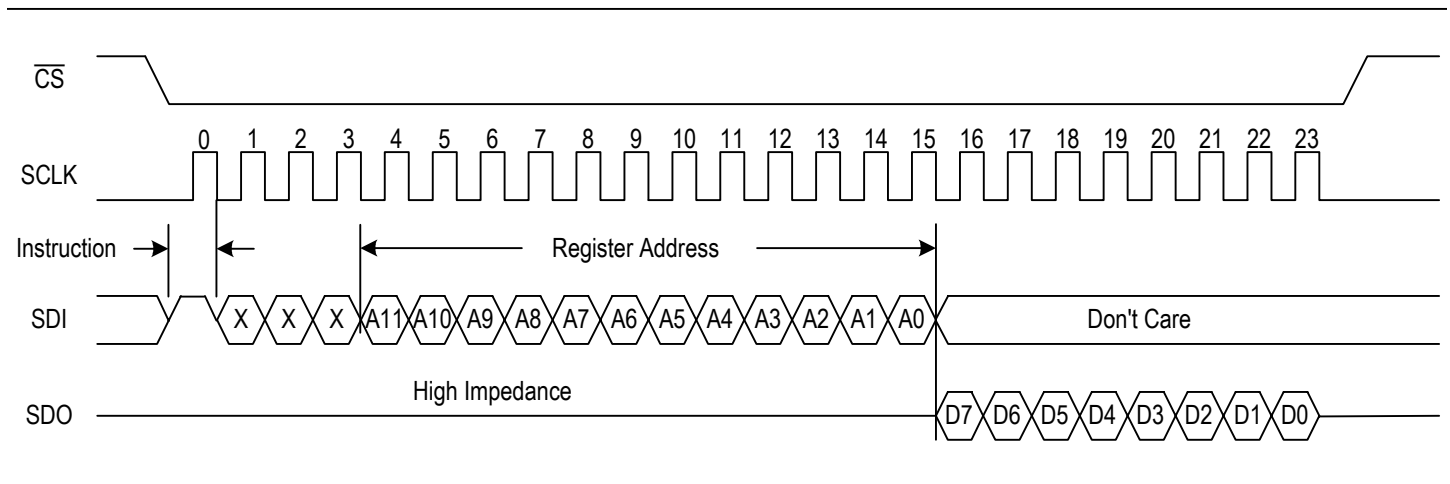 CS
0 1 2 3 4 5 6 7 8 9 10 11 12 13 14 15 16 17 18 19 20 21 22 23
SCLK
Instruction Register Address
SDI X X X A11 A10 A9 A8 A7 A6 A5 A4 A3 A2 A1 A0 Don't Care
High Impedance
SDO D7 D6 D5 D4 D3 D2 D1 D0